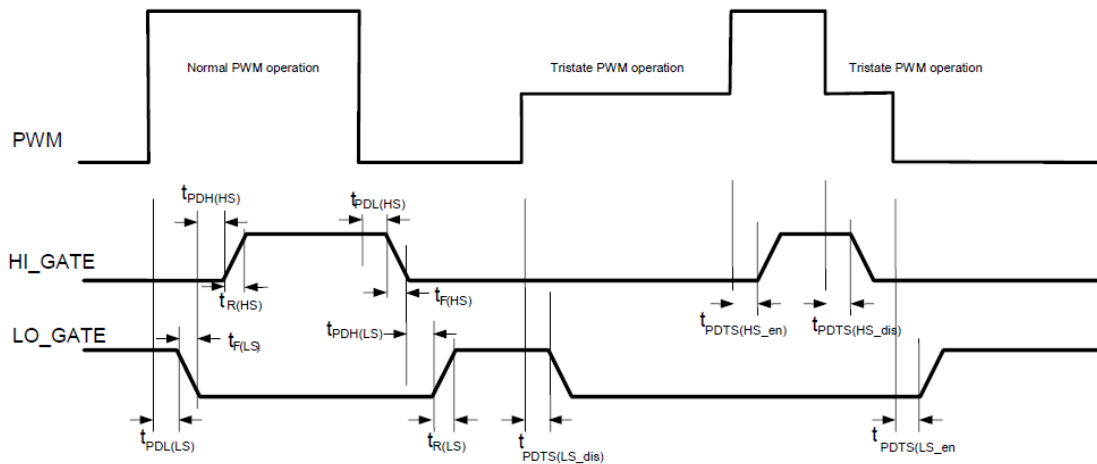 Normal PWM operation
Tristate PWM operation
Tristate PWM operation
PWM
tPDH(HS)
tPDL(HS)
HI_GATE
tR(HS)
tF(HS)
tPDH(LS)
tPDTS(HS_en)
tPDTS(HS_dis)
LO_GATE
tF(LS)
tPDL(LS)
tR(LS)
tPDTS(LS_dis)
tPDTS(LS_en